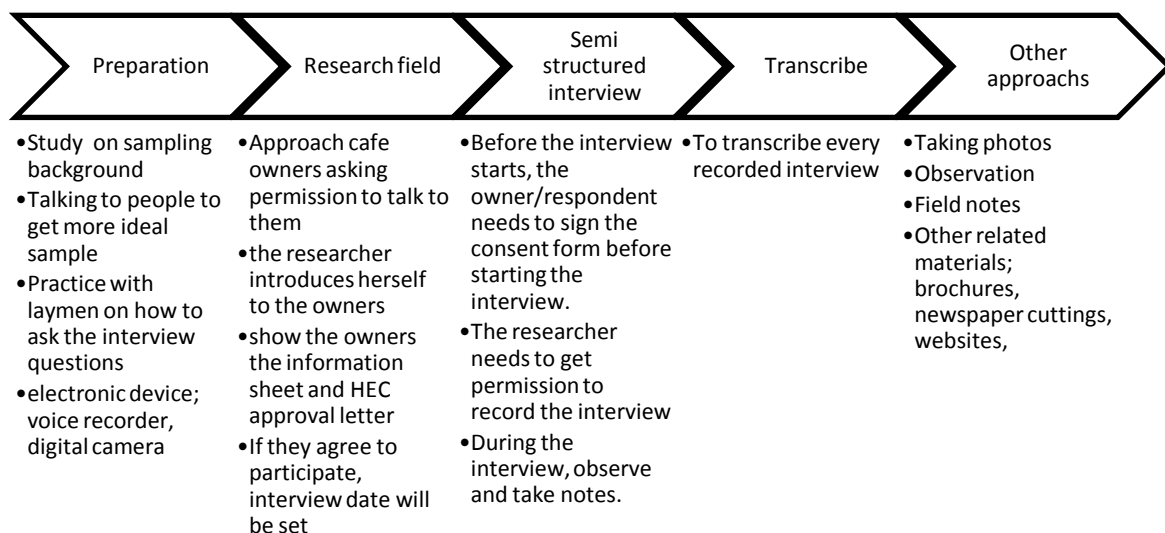 Preparation
•Study on sampling
background
•Talking to people to
get more ideal
sample
•Practice with
laymen on how to
ask the interview
questions
•electronic device;
voice recorder,
digital camera
Research field
•Approach cafe
owners asking
permission to talk to
them
•the researcher
introduces herself
to the owners
•show the owners
the information
sheet and HEC
approval letter
•If they agree to
participate,
interview date will
be set
Semi
structured
interview
•Before the interview
starts, the
owner/respondent
needs to sign the
consent form before
starting the
interview.
•The researcher
needs to get
permission to
record the interview
•During the
interview, observe
and take notes.
Transcribe
•To transcribe every
recorded interview
Other
approachs
•Taking photos
•Observation
•Field notes
•Other related
materials;
brochures,
newspaper cuttings,
websites,